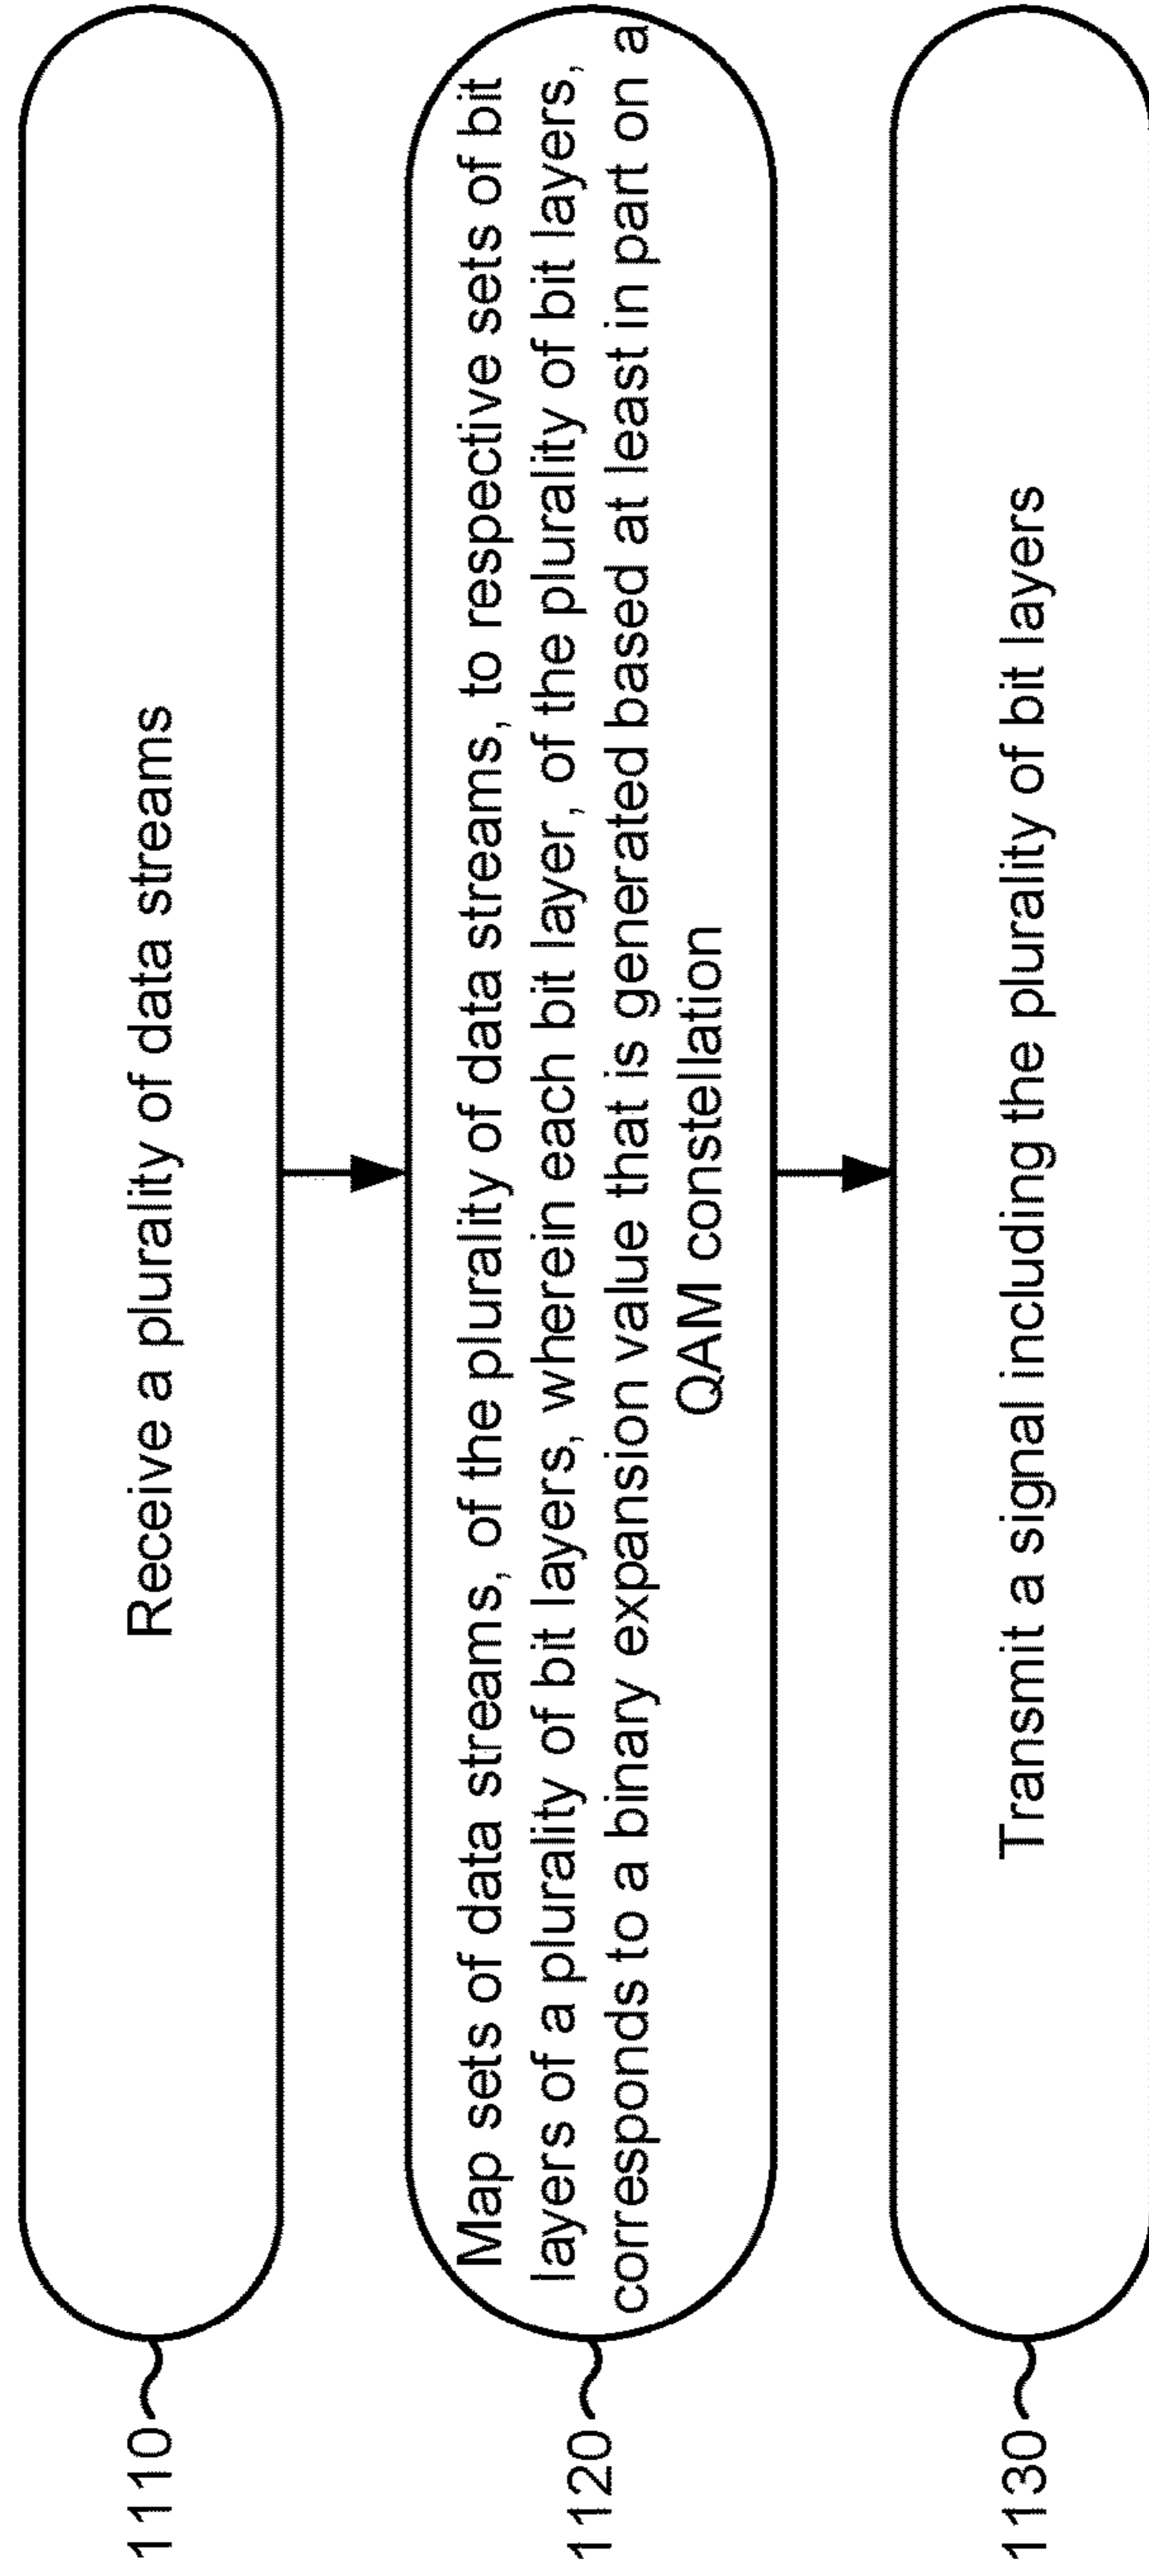 1110
Receive a plurality of data streams
1120
Map sets of data streams, of the plurality of data streams, to respective sets of bit
layers of a plurality of bit layers, wherein each bit layer, of the plurality of bit layers,
corresponds to a binary expansion value that is generated based at least in part on a
QAM constellation
1130
Transmit a signal including the plurality of bit layers